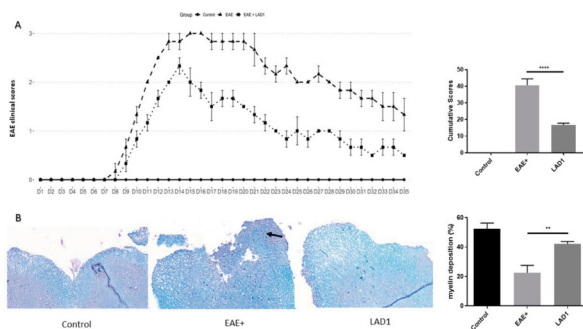 A
Group Control EAE EAE + LAD1
EAE clinical scores
3
2
1
0
D1 D2 D3 D4 D5 D6 D7 D8 D9 D10 D11 D12 D13 D14 D15 D16 D17 D18 D19 D20 D21 D22 D23 D24 D25 D26 D27 D28 D29 D30 D31 D32 D33 D34 D35
Cumulative Scores
50
40
30
20
10
0
****
Control EAE+ LAD1
B
Control EAE+ LAD1
myelin deposition (%)
60
40
20
0
**
Control EAE+ LAD1